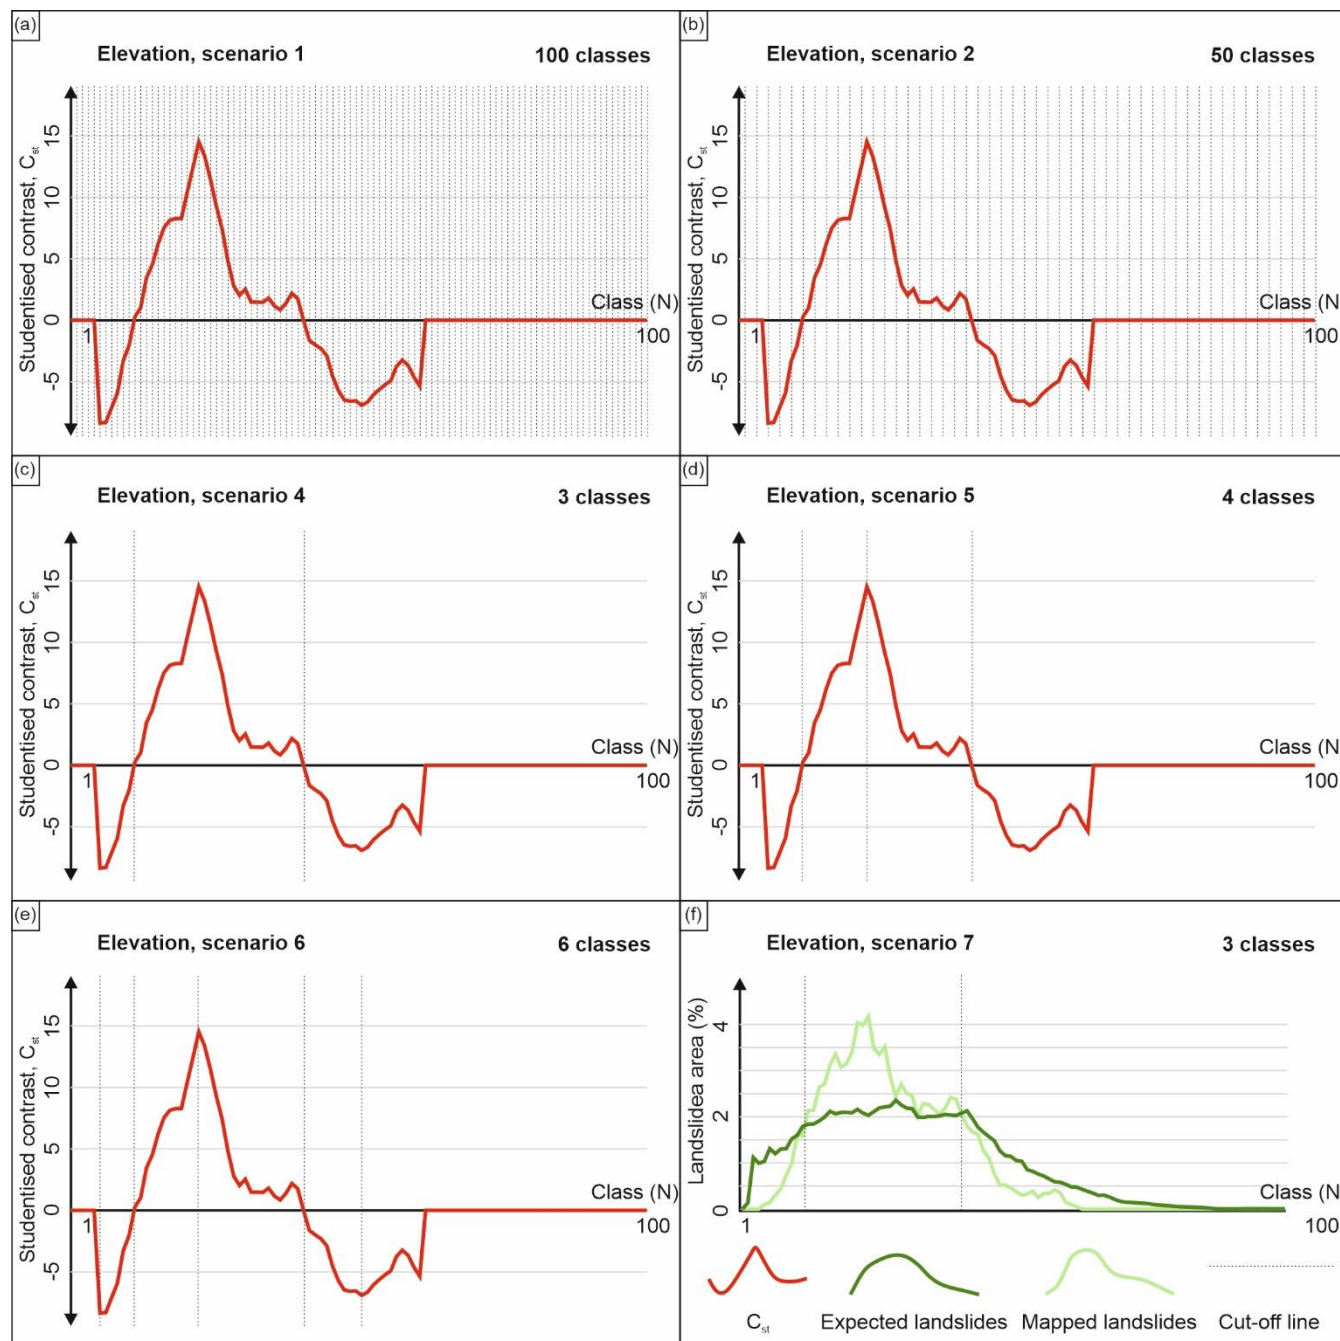 (a)
Elevation, scenario 1 100 classes
Studentised contrast, Cst
15
10
5
0
-5
Class (N)
1 100
(b)
Elevation, scenario 2 50 classes
Studentised contrast, Cst
15
10
5
0
-5
Class (N)
1 100
(c)
Elevation, scenario 4 3 classes
Studentised contrast, Cst
15
10
5
0
-5
Class (N)
1 100
(d)
Elevation, scenario 5 4 classes
Studentised contrast, Cst
15
10
5
0
-5
Class (N)
1 100
(e)
Elevation, scenario 6 6 classes
Studentised contrast, Cst
15
10
5
0
-5
Class (N)
1 100
(f)
Elevation, scenario 7 3 classes
Landslidea area (%)
4
2
0
Class (N
1 100
Cst Expected landslides Mapped landslides Cut-off line